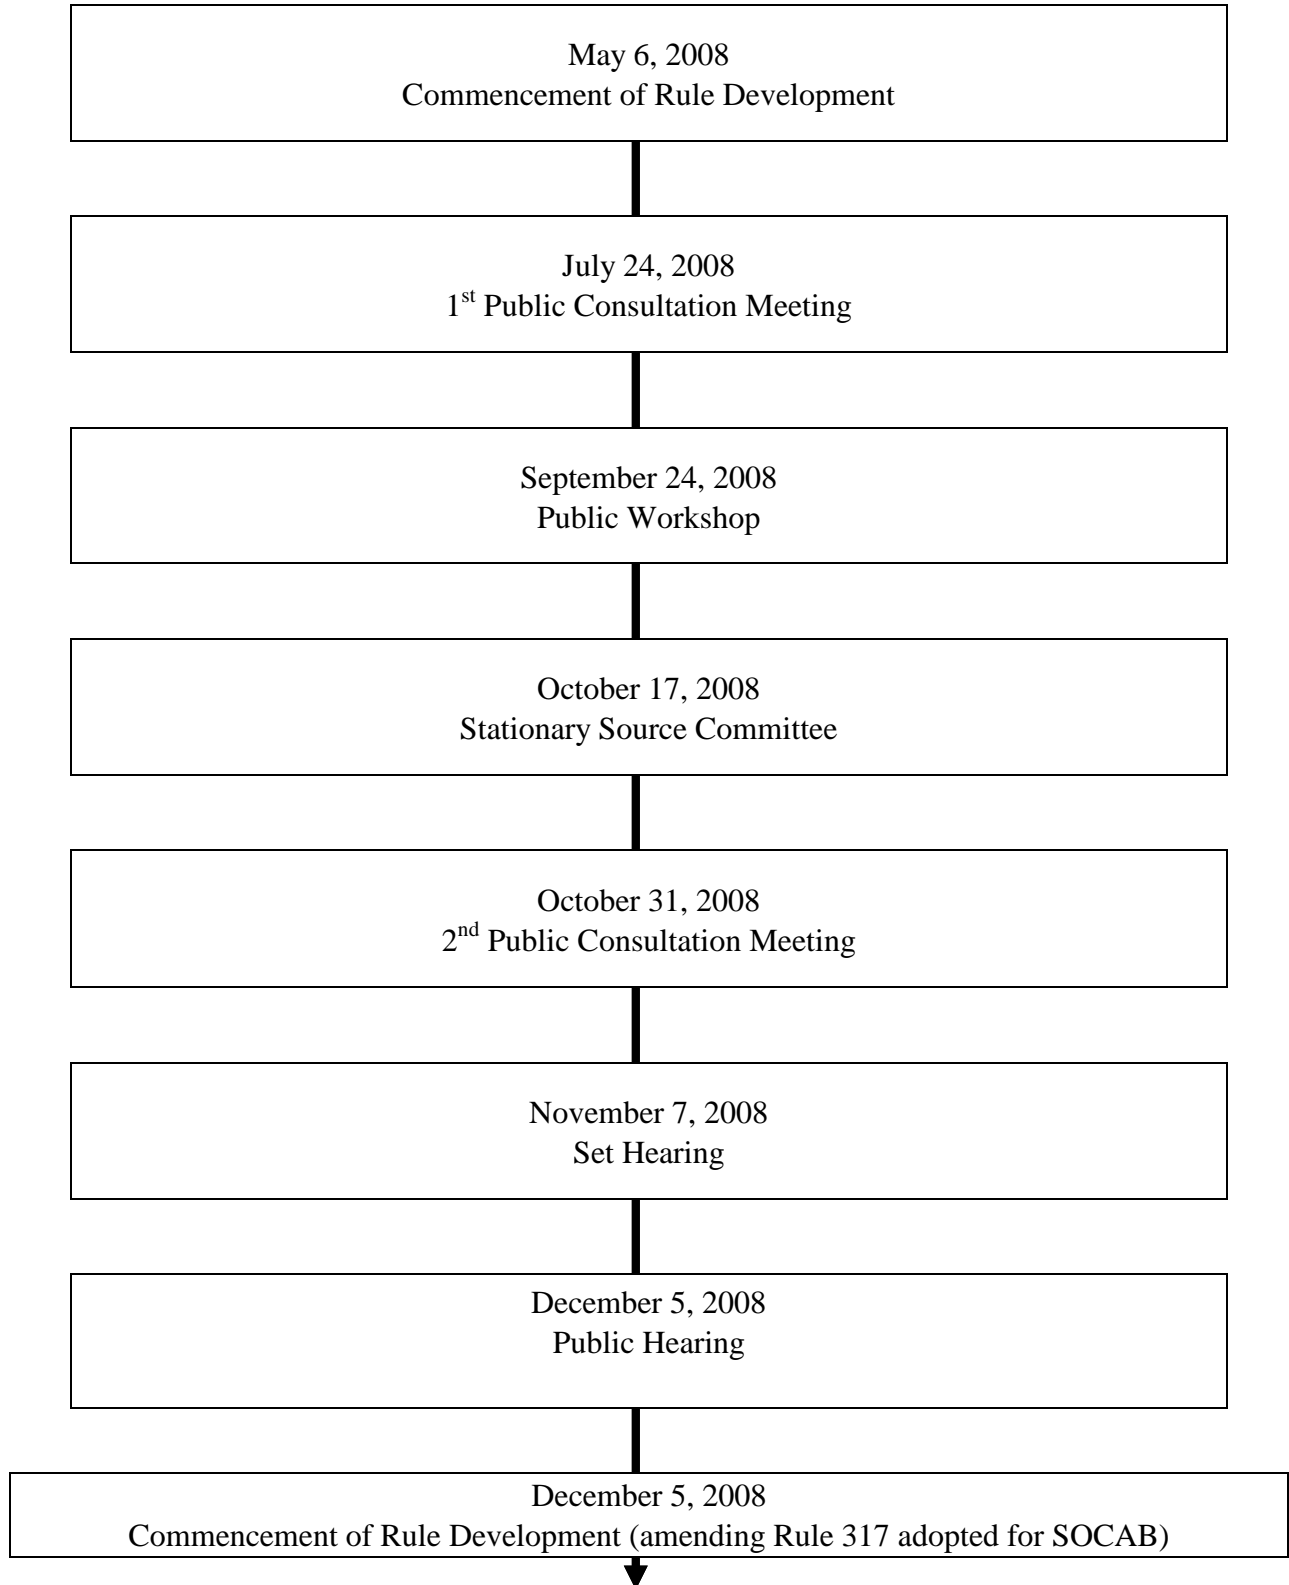 May 6, 2008
Commencement of Rule Development
July 24, 2008
1st Public Consultation Meeting
September 24, 2008
Public Workshop
October 17, 2008
Stationary Source Committee
October 31, 2008
2nd Public Consultation Meeting
November 7, 2008
Set Hearing
December 5, 2008
Public Hearing
December 5, 2008
Commencement of Rule Development (amending Rule 317 adopted for SOCAB)